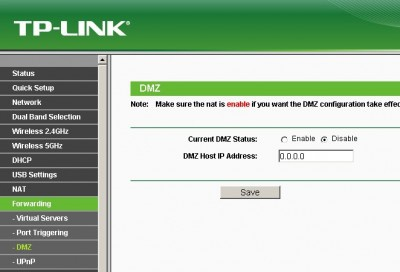 TP-LINK®
Status
Quick Setup
Network
Dual Band Selection
Wireless 2.4GHz
Wireless 5GHz
DHCP
USB Settings
NAT
Forwarding
- Virtual Servers
- Port Triggering
- DMZ
- UPnP
DMZ
Note: Make sure the nat is enable if you want the DMZ configuration take effec
Current DMZ Status: Enable Disable
DMZ Host IP Address: 0.0.0.0
Save